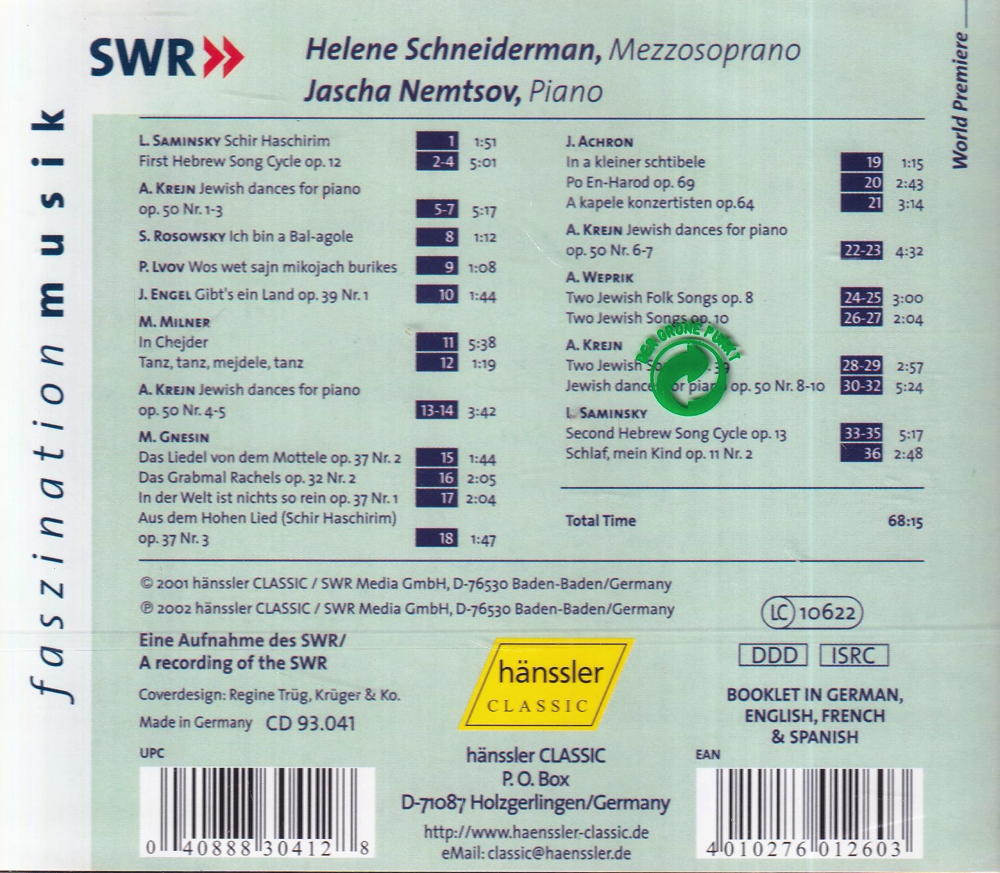 SWR
Helene Schneiderman, Mezzosoprano
Jascha Nemtsov, Piano
World Premiere
faszination musik
L. Saminsky Schir Haschirim 1 1:51
First Hebrew Song Cycle op. 12 2-4 5:01
A. Krejn Jewish dances for piano
op. 50 Nr. 1-3 5-7 5:17
S. Rosowsky Ich bin a Bal-agole 8 1:12
P. Lvov Wos wet sajn mikojach burikes 9 1:08
J. Engel Gibt's ein Land op. 39 Nr. 1 10 1:44
M. Milner
In Chejder 11 5:38
Tanz, tanz, mejdele, tanz 12 1:19
A. Krejn Jewish dances for piano
op. 50 Nr. 4-5 13-14 3:42
M. Gnesin
Das Liedel von dem Mottele op. 37 Nr. 2 15 1:44
Das Grabmal Rachels op. 32 Nr. 2 16 2:05
In der Welt ist nichts so rein op. 37 Nr. 1 17 2:04
Aus dem Hohen Lied (Schir Haschirim)
op. 37 Nr. 3 18 1:47
J. Achron
In a kleiner schtibele 19 1:15
Po En-Harod op. 69 20 2:43
A kapele konzertisten op.64 21 3:14
A. Krejn Jewish dances for piano
op. 50 Nr. 6-7 22-23 4:32
A. Weprik
Two Jewish Folk Songs op. 8 24-25 3:00
Two Jewish Songs op. 10 26-27 2:04
A. Krejn
Two Jewish 28-29 2:57
Jewish dances for piano op. 50 Nr. 8-10 30-32 5:24
L. Saminsky
Second Hebrew Song Cycle op. 13 33-35 5:17
Schlaf, mein Kind op. 11 Nr. 2 36 2:48
DER GRÜNE PUNKT
Total Time 68:15
© 2001 hänssler CLASSIC / SWR Media GmbH, D-76530 Baden-Baden/Germany
℗ 2002 hänssler CLASSIC / SWR Media GmbH, D-76530 Baden-Baden/Germany
Eine Aufnahme des SWR/
A recording of the SWR
Coverdesign: Regine Trüg, Krüger & Ko.
Made in Germany CD 93.041
hänssler
CLASSIC
hänssler CLASSIC
P. O. Box
D-71087 Holzgerlingen/Germany
http://www.haenssler-classic.de
eMail: classic@haenssler.de
LC 10622
DDD ISRC
BOOKLET IN GERMAN,
ENGLISH, FRENCH
& SPANISH
UPC
0 40888 30412 8
EAN
4 010276 012603